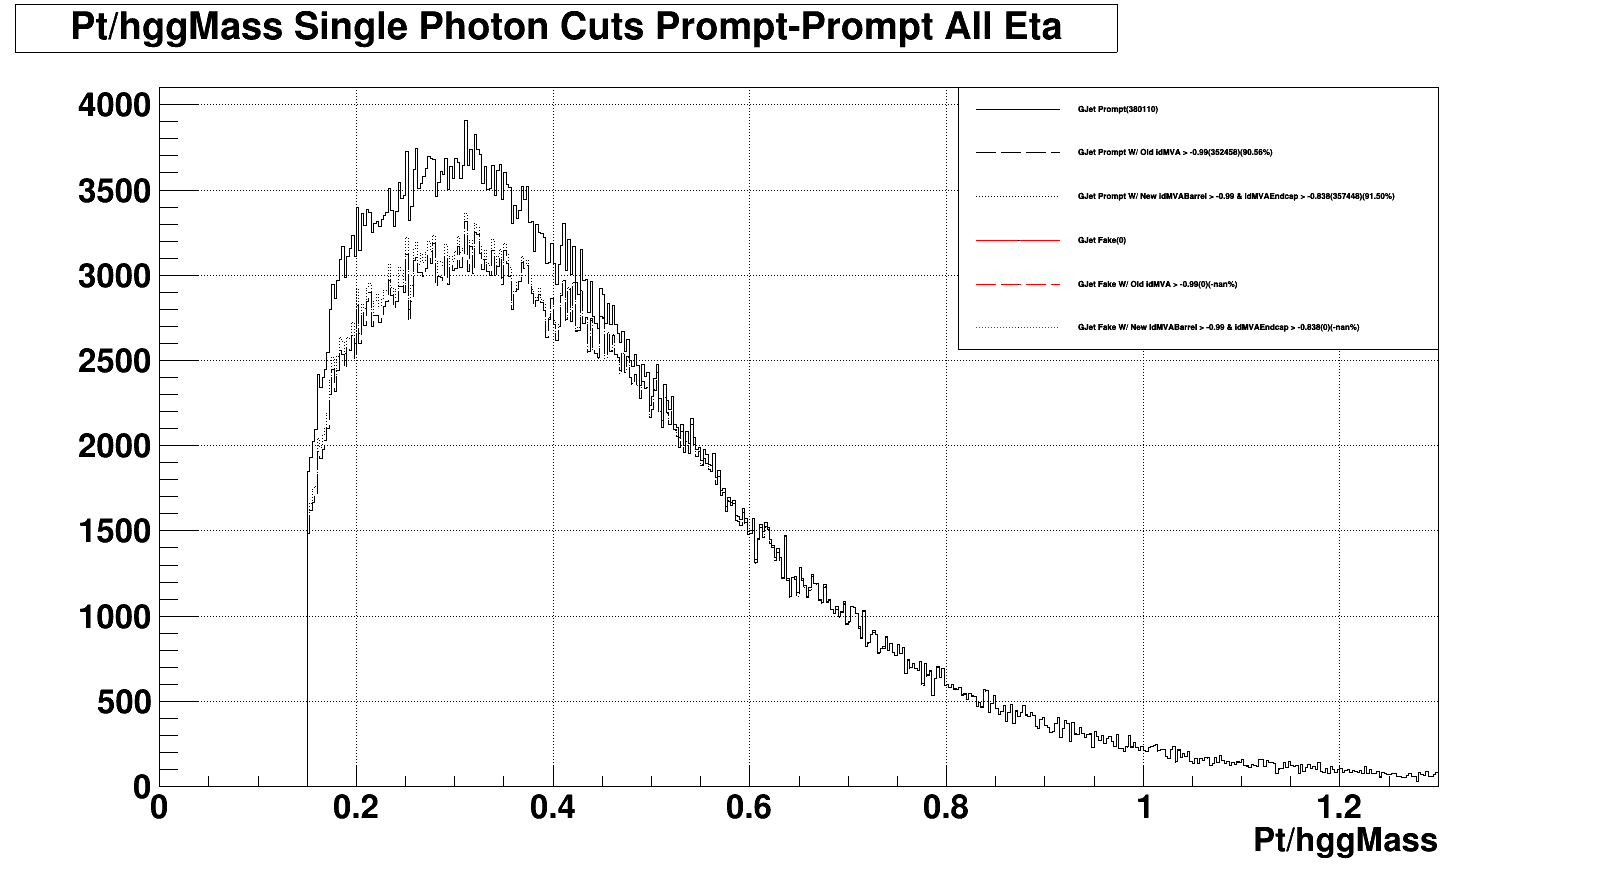 Pt/hggMass Single Photon Cuts Prompt-Prompt All Eta
GJet Prompt(380110)
GJet Prompt W/ Old idMVA > -0.99(352458)(90.56%)
GJet Prompt W/ New idMVABarrel > -0.99 & idMVAEndcap > -0.838(357448)(91.50%)
GJet Fake(0)
GJet Fake W/ Old idMVA > -0.99(0)(-nan%)
GJet Fake W/ New idMVABarrel > -0.99 & idMVAEndcap > -0.838(0)(-nan%)
4000
3500
3000
2500
2000
1500
1000
500
0
0 0.2 0.4 0.6 0.8 1 1.2
Pt/hggMass